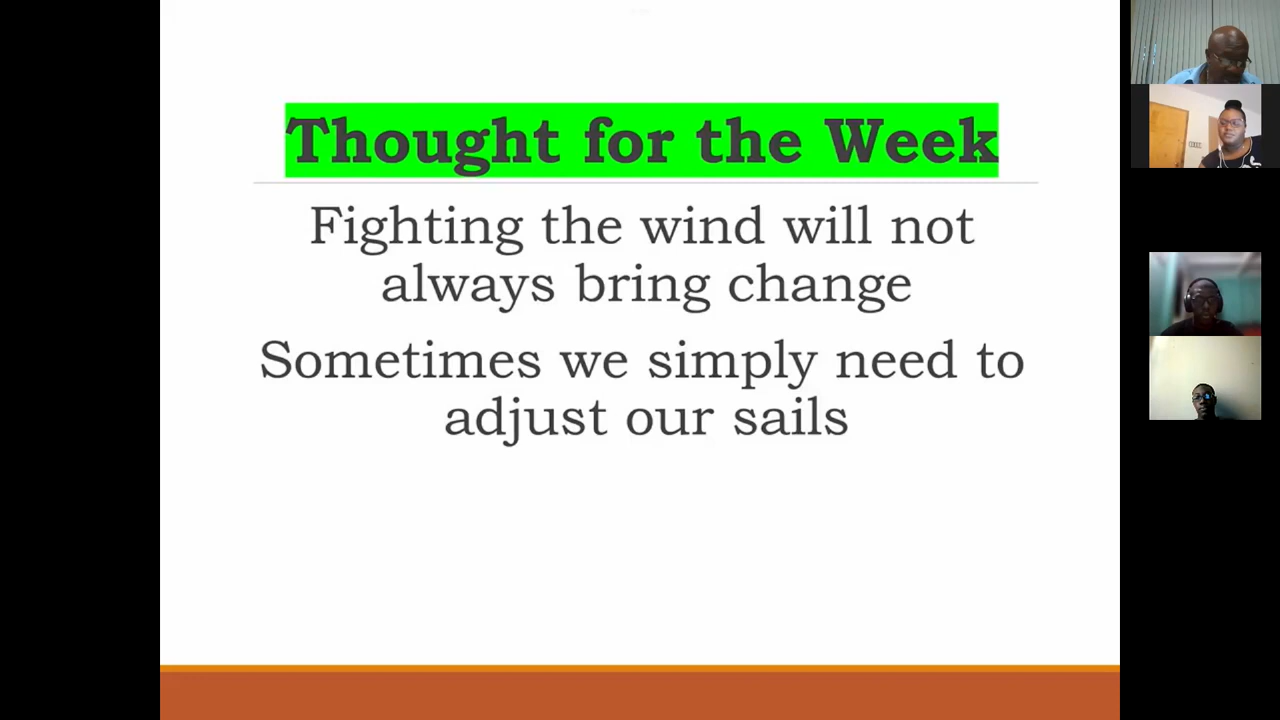 Thought for the Week
Fighting the wind will not
always bring change
Sometimes we simply need to
adjust our sails